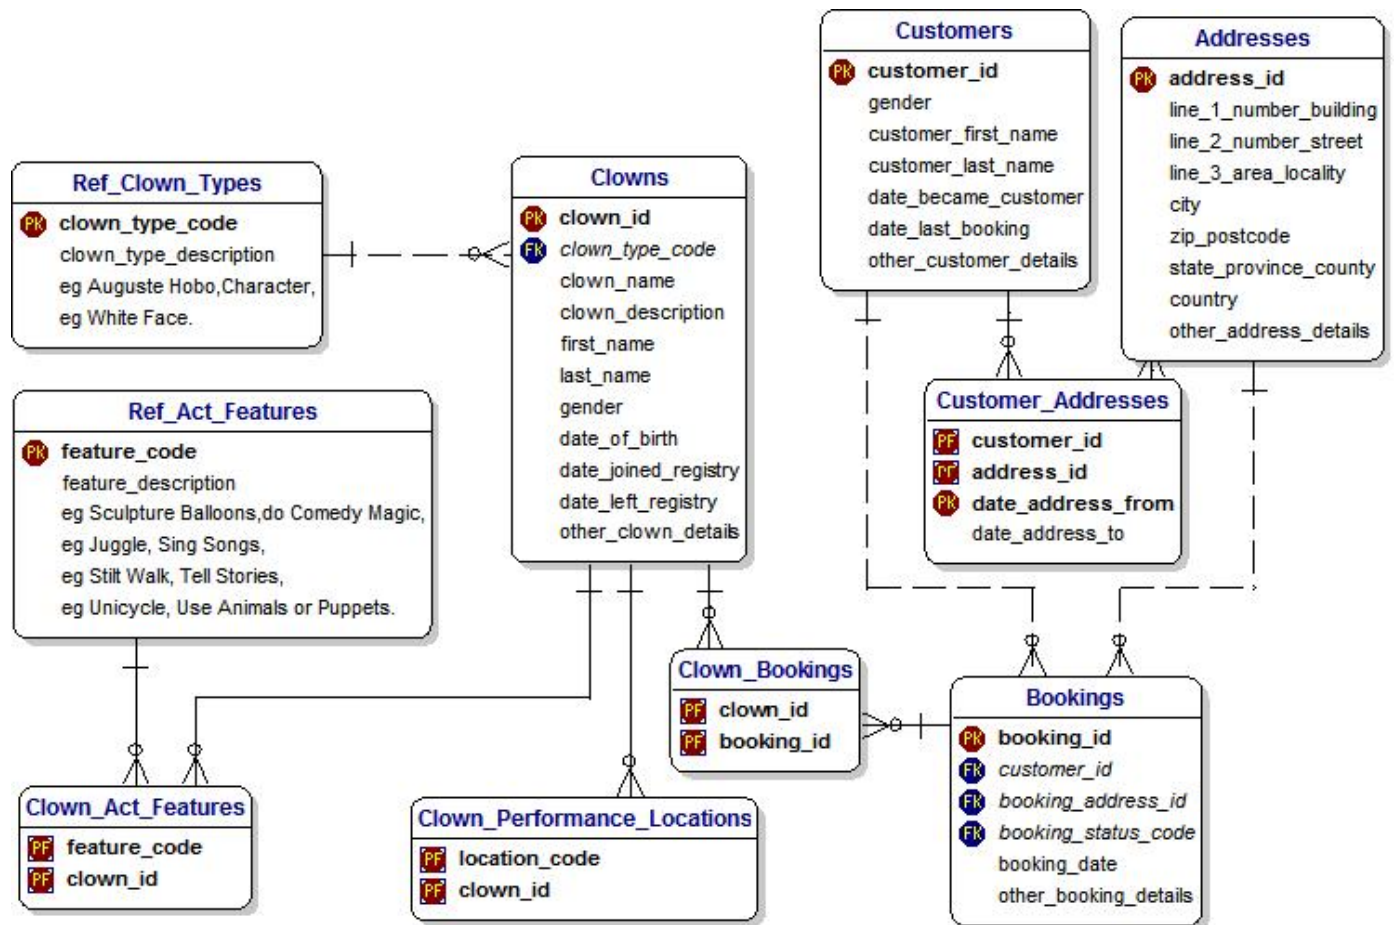 Customers
PK customer_id
gender
customer_first_name
customer_last_name
date_became_customer
date_last_booking
other_customer_details
Addresses
PK address_id
line_1_number_building
line_2_number_street
line_3_area_locality
city
zip_postcode
state_province_county
country
other_address_details
Ref_Clown_Types
PK clown_type_code
clown_type_description
eg Auguste Hobo,Character,
eg White Face.
Clowns
PK clown_id
FK clown_type_code
clown_name
clown_description
first_name
last_name
gender
date_of_birth
date_joined_registry
date_left_registry
other_clown_details
Ref_Act_Features
PK feature_code
feature_description
eg Sculpture Balloons,do Comedy Magic,
eg Juggle, Sing Songs,
eg Stilt Walk, Tell Stories,
eg Unicycle, Use Animals or Puppets.
Customer_Addresses
PF customer_id
address_id
PK date_address_from
date_address_to
Clown_Bookings
PF clown_id
PF booking_id
Bookings
PK booking_id
FK customer_id
FK booking_address_id
FK booking_status_code
booking_date
other_booking_details
Clown_Act_Features
PF feature_code
PF clown_id
Clown_Performance_Locations
PF location_code
PF clown_id